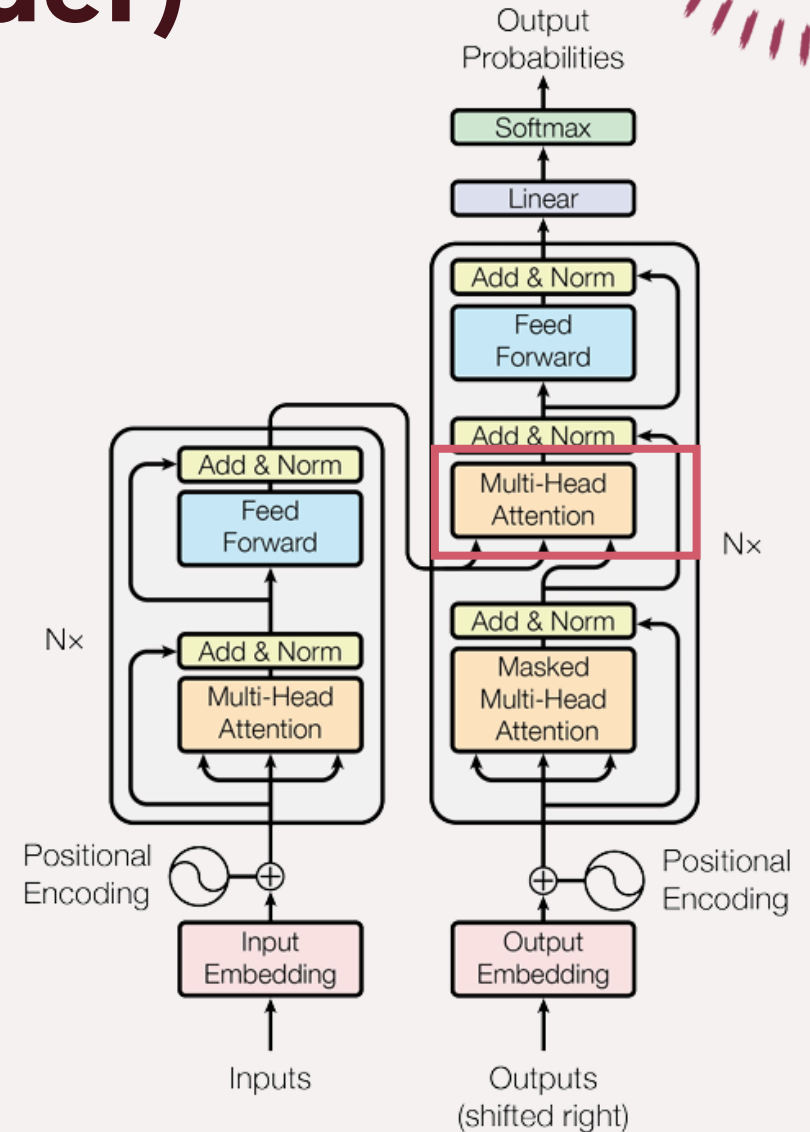 Output
Probabilities
Softmax
Linear
Add & Norm
Feed
Forward
Add & Norm
Multi-Head
Attention
Nx
Add & Norm
Masked
Multi-Head
Attention
Add & Norm
Feed
Forward
Nx
Add & Norm
Multi-Head
Attention
Positional
Encoding
Positional
Encoding
Input
Embedding
Output
Embedding
Inputs
Outputs
(shifted right)